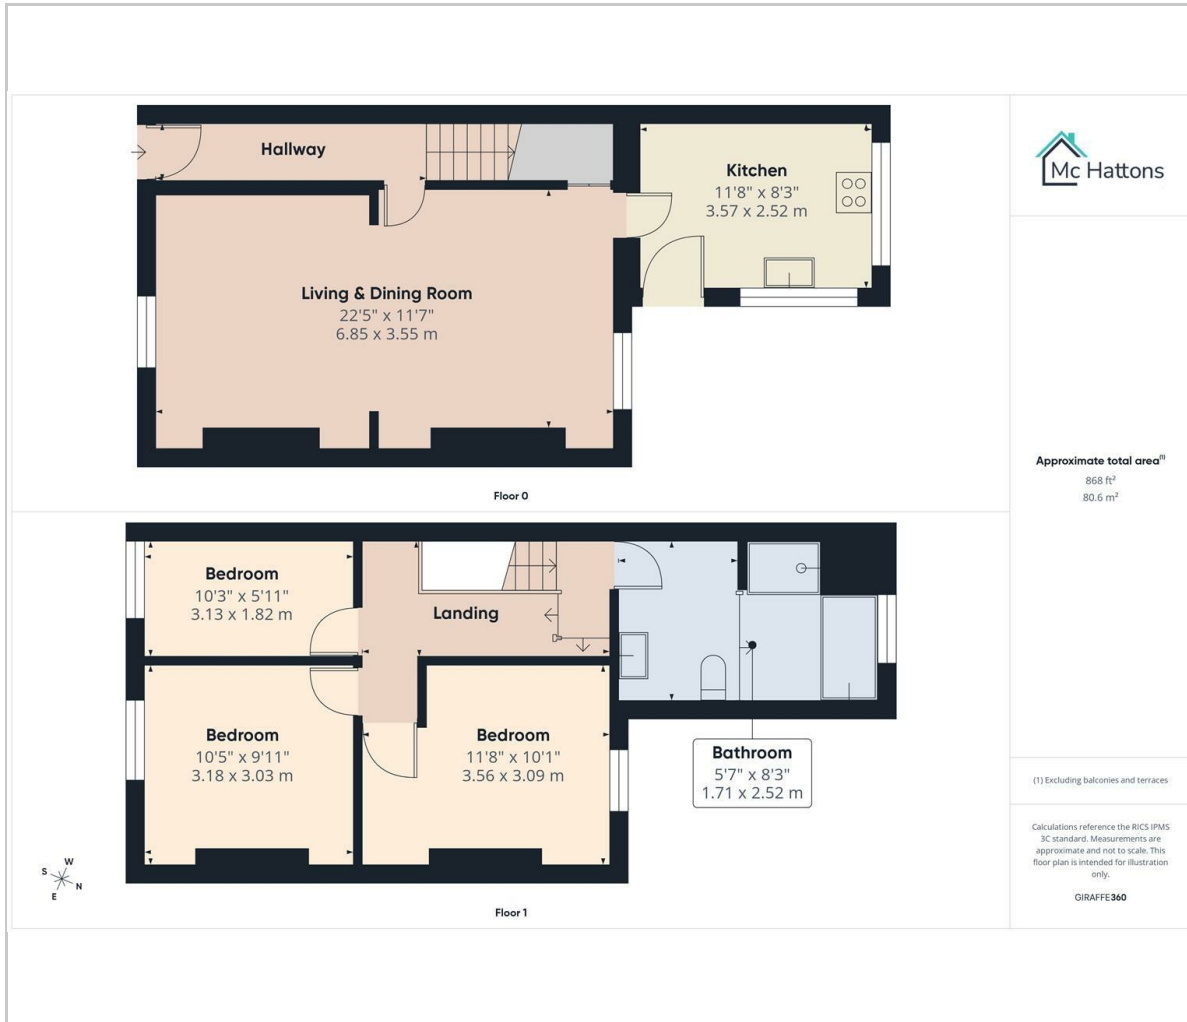 Hallway
Kitchen
11'8" x 8'3"
3.57 x 2.52 m
Living & Dining Room
22'5" x 11'7"
6.85 x 3.55 m
Floor 0
Bedroom
10'3" x 5'11"
3.13 x 1.82 m
Landing
Bedroom
10'5" x 9'11"
3.18 x 3.03 m
Bedroom
11'8" x 10'1"
3.56 x 3.09 m
Bathroom
5'7" x 8'3"
1.71 x 2.52 m
W
S
N
E
Floor 1
Mc Hattons
Approximate total area⁽¹⁾
868 ft²
80.6 m²
(1) Excluding balconies and terraces
Calculations reference the RICS IPMS
3C standard. Measurements are
approximate and not to scale. This
floor plan is intended for illustration
only.
GIRAFFE360